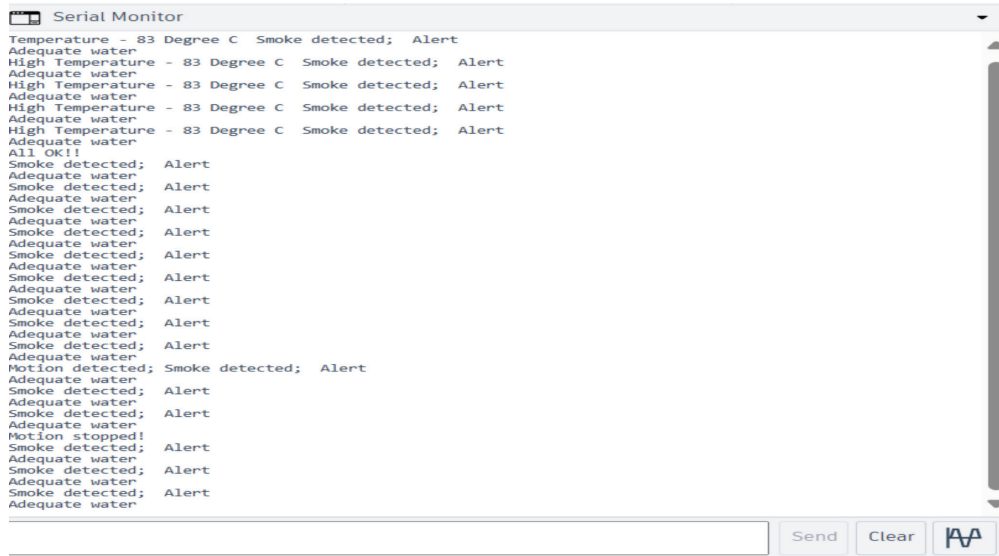 Serial Monitor
Temperature - 83 Degree C  Smoke detected;  Alert
Adequate water
High Temperature - 83 Degree C  Smoke detected;  Alert
Adequate water
High Temperature - 83 Degree C  Smoke detected;  Alert
Adequate water
High Temperature - 83 Degree C  Smoke detected;  Alert
Adequate water
High Temperature - 83 Degree C  Smoke detected;  Alert
Adequate water
All OK!!
Smoke detected;  Alert
Adequate water
Smoke detected;  Alert
Adequate water
Smoke detected;  Alert
Adequate water
Smoke detected;  Alert
Adequate water
Smoke detected;  Alert
Adequate water
Smoke detected;  Alert
Adequate water
Smoke detected;  Alert
Adequate water
Smoke detected;  Alert
Adequate water
Smoke detected;  Alert
Adequate water
Motion detected; Smoke detected;  Alert
Adequate water
Smoke detected;  Alert
Adequate water
Smoke detected;  Alert
Adequate water
Motion stopped!
Smoke detected;  Alert
Adequate water
Smoke detected;  Alert
Adequate water
Smoke detected;  Alert
Adequate water
Send Clear